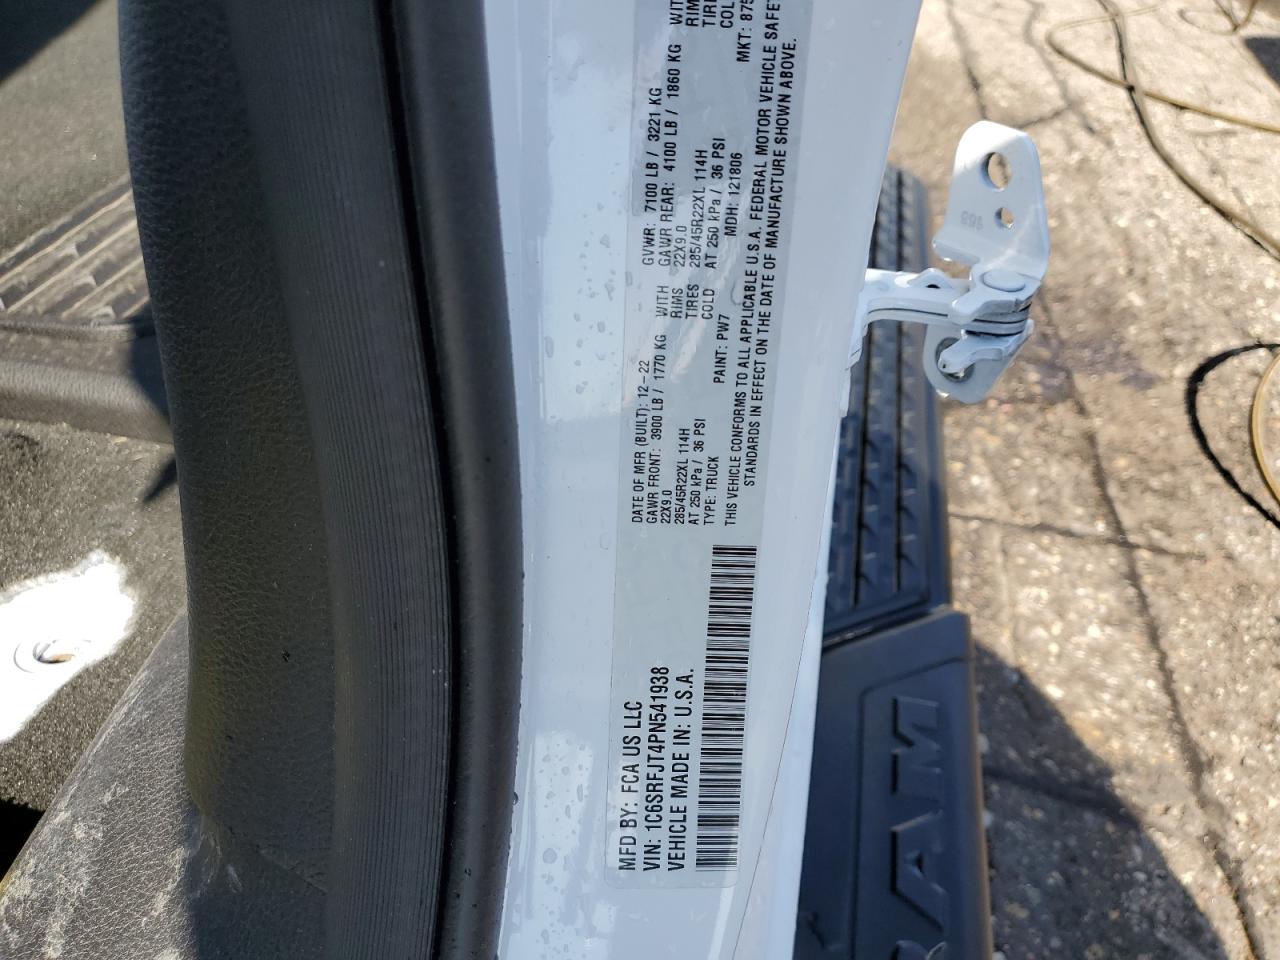 MFD BY: FCA US LLC
VIN: 1C6SRFJT4PN541938
VEHICLE MADE IN: U.S.A.
DATE OF MFR (BUILT): 12-22 GVWR: 7100 LB / 3221 KG
GAWR FRONT: 3900 LB / 1770 KG WITH GAWR REAR: 4100 LB / 1860 KG WITH
22X9.0 RIMS 22X9.0 RIMS
285/45R22XL 114H TIRES 285/45R22XL 114H
AT 250 kPa / 36 PSI COLD AT 250 kPa / 36 PSI
TYPE: TRUCK PAINT: PW7 MDH: 121806 MKT:
THIS VEHICLE CONFORMS TO ALL APPLICABLE U.S.A. FEDERAL MOTOR VEHICLE
STANDARDS IN EFFECT ON THE DATE OF MANUFACTURE SHOWN ABOVE.
RAM